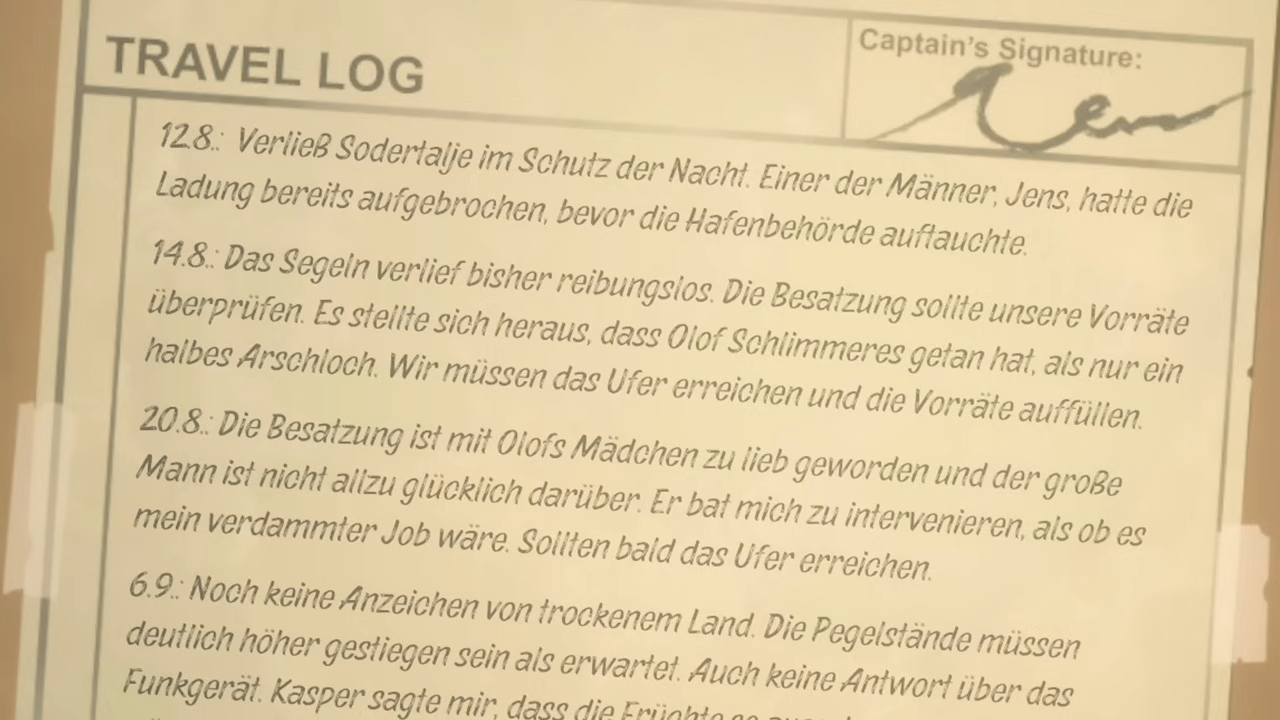 TRAVEL LOG
Captain's Signature:
12.8.: Verließ Sodertalje im Schutz der Nacht. Einer der Männer, Jens, hatte die
Ladung bereits aufgebrochen, bevor die Hafenbehörde auftauchte.
14.8.: Das Segeln verlief bisher reibungslos. Die Besatzung sollte unsere Vorräte
überprüfen. Es stellte sich heraus, dass Olof Schlimmeres getan hat, als nur ein
halbes Arschloch. Wir müssen das Ufer erreichen und die Vorräte auffüllen.
20.8.: Die Besatzung ist mit Olofs Mädchen zu lieb geworden und der große
Mann ist nicht allzu glücklich darüber. Er bat mich zu intervenieren, als ob es
mein verdammter Job wäre. Sollten bald das Ufer erreichen.
6.9.: Noch keine Anzeichen von trockenem Land. Die Pegelstände müssen
deutlich höher gestiegen sein als erwartet. Auch keine Antwort über das
Funkgerät. Kasper sagte mir, dass die Früchte